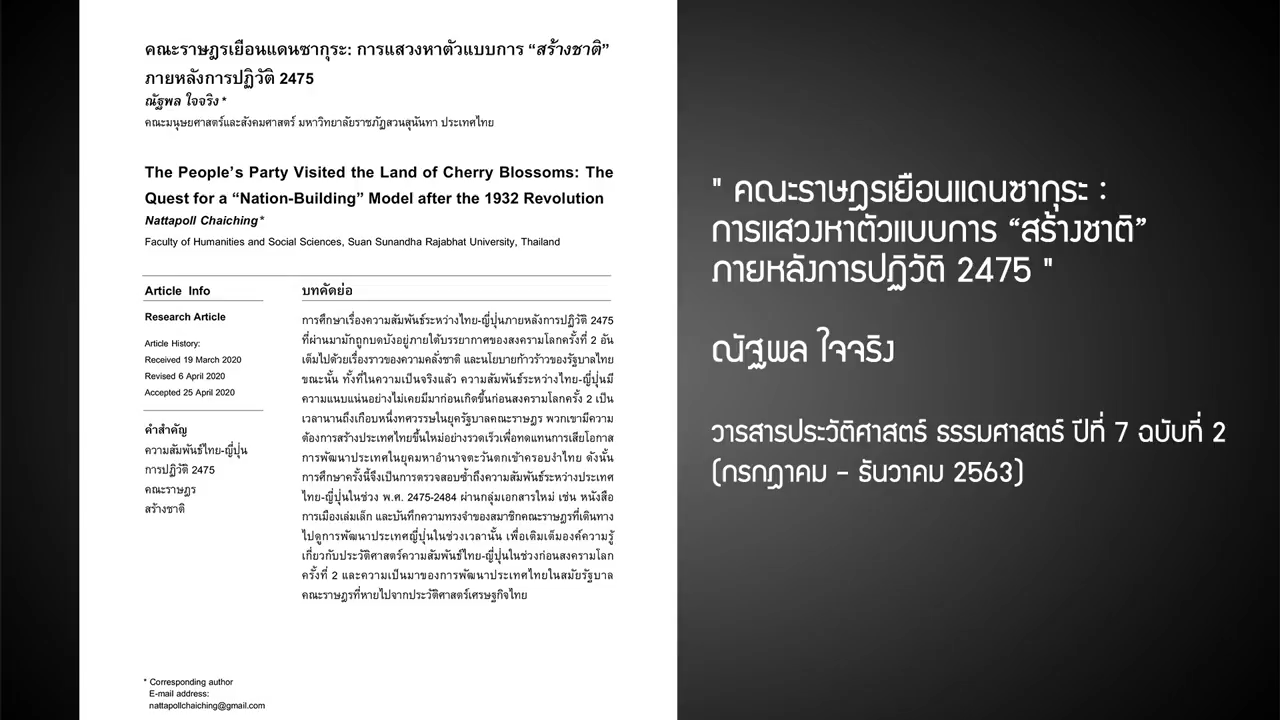 คณะราษฎรเยือนแดนซากุระ: การแสวงหาตัวแบบการ “สร้างชาติ”
ภายหลังการปฏิวัติ 2475
ณัฐพล ใจจริง *
คณะมนุษยศาสตร์และสังคมศาสตร์ มหาวิทยาลัยราชภัฏสวนสุนันทา ประเทศไทย
The People’s Party Visited the Land of Cherry Blossoms: The
Quest for a “Nation-Building” Model after the 1932 Revolution
Nattapoll Chaiching *
Faculty of Humanities and Social Sciences, Suan Sunandha Rajabhat University, Thailand
Article Info
Research Article
Article History:
Received 19 March 2020
Revised 6 April 2020
Accepted 25 April 2020
คำสำคัญ
ความสัมพันธ์ไทย-ญี่ปุ่น
การปฏิวัติ 2475
คณะราษฎร
สร้างชาติ
บทคัดย่อ
การศึกษาเรื่องความสัมพันธ์ระหว่างไทย-ญี่ปุ่นภายหลังการปฏิวัติ 2475
ที่ผ่านมามักถูกบดบังอยู่ภายใต้บรรยากาศของสงครามโลกครั้งที่ 2 อัน
เต็มไปด้วยเรื่องราวของความคลั่งชาติ และนโยบายก้าวร้าวของรัฐบาลไทย
ขณะนั้น ทั้งที่ในความเป็นจริงแล้ว ความสัมพันธ์ระหว่างไทย-ญี่ปุ่นมี
ความแนบแน่นอย่างไม่เคยมีมาก่อนเกิดขึ้นก่อนสงครามโลกครั้ง 2 เป็น
เวลานานถึงเกือบหนึ่งทศวรรษในยุครัฐบาลคณะราษฎร พวกเขามีความ
ต้องการสร้างประเทศไทยขึ้นใหม่อย่างรวดเร็วเพื่อทดแทนการเสียโอกาส
การพัฒนาประเทศในยุคมหาอำนาจตะวันตกเข้าครอบงำไทย ดังนั้น
การศึกษาครั้งนี้จึงเป็นการตรวจสอบซ้ำถึงความสัมพันธ์ระหว่างประเทศ
ไทย-ญี่ปุ่นในช่วง พ.ศ. 2475-2484 ผ่านกลุ่มเอกสารใหม่ เช่น หนังสือ
การเมืองเล่มเล็ก และบันทึกความทรงจำของสมาชิกคณะราษฎรที่เดินทาง
ไปดูการพัฒนาประเทศญี่ปุ่นในช่วงเวลานั้น เพื่อเติมเต็มองค์ความรู้
เกี่ยวกับประวัติศาสตร์ความสัมพันธ์ไทย-ญี่ปุ่นในช่วงก่อนสงครามโลก
ครั้งที่ 2 และความเป็นมาของการพัฒนาประเทศไทยในสมัยรัฐบาล
คณะราษฎรที่หายไปจากประวัติศาสตร์เศรษฐกิจไทย
* Corresponding author
E-mail address:
nattapollchaiching@gmail.com
" คณะราษฎรเยือนแดนซากุระ :
การแสวงหาตัวแบบการ “สร้างชาติ”
ภายหลังการปฏิวัติ 2475 "
ณัฐพล ใจจริง
วารสารประวัติศาสตร์ ธรรมศาสตร์ ปีที่ 7 ฉบับที่ 2
(กรกฎาคม – ธันวาคม 2563)